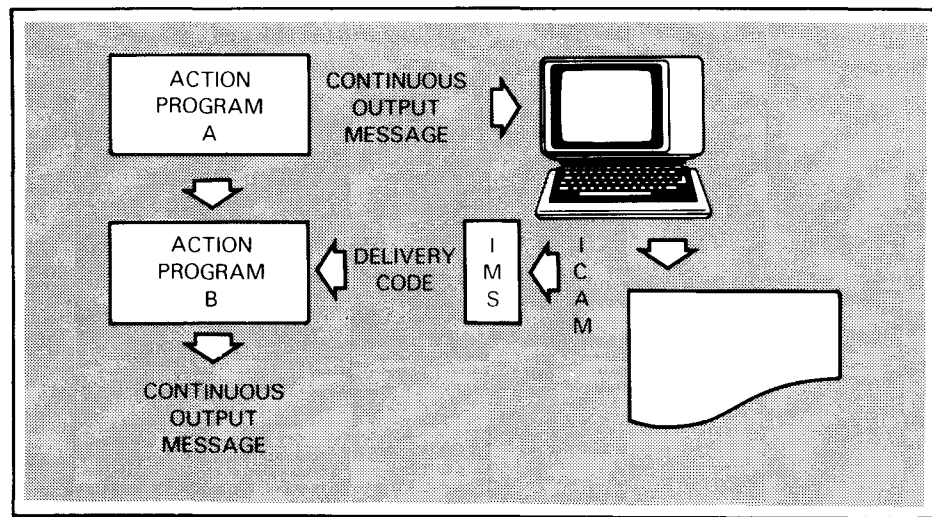 ACTION
PROGRAM
A
CONTINUOUS
OUTPUT
MESSAGE
ACTION
PROGRAM
B
DELIVERY
CODE
I
M
S
I
C
A
M
CONTINUOUS
OUTPUT
MESSAGE